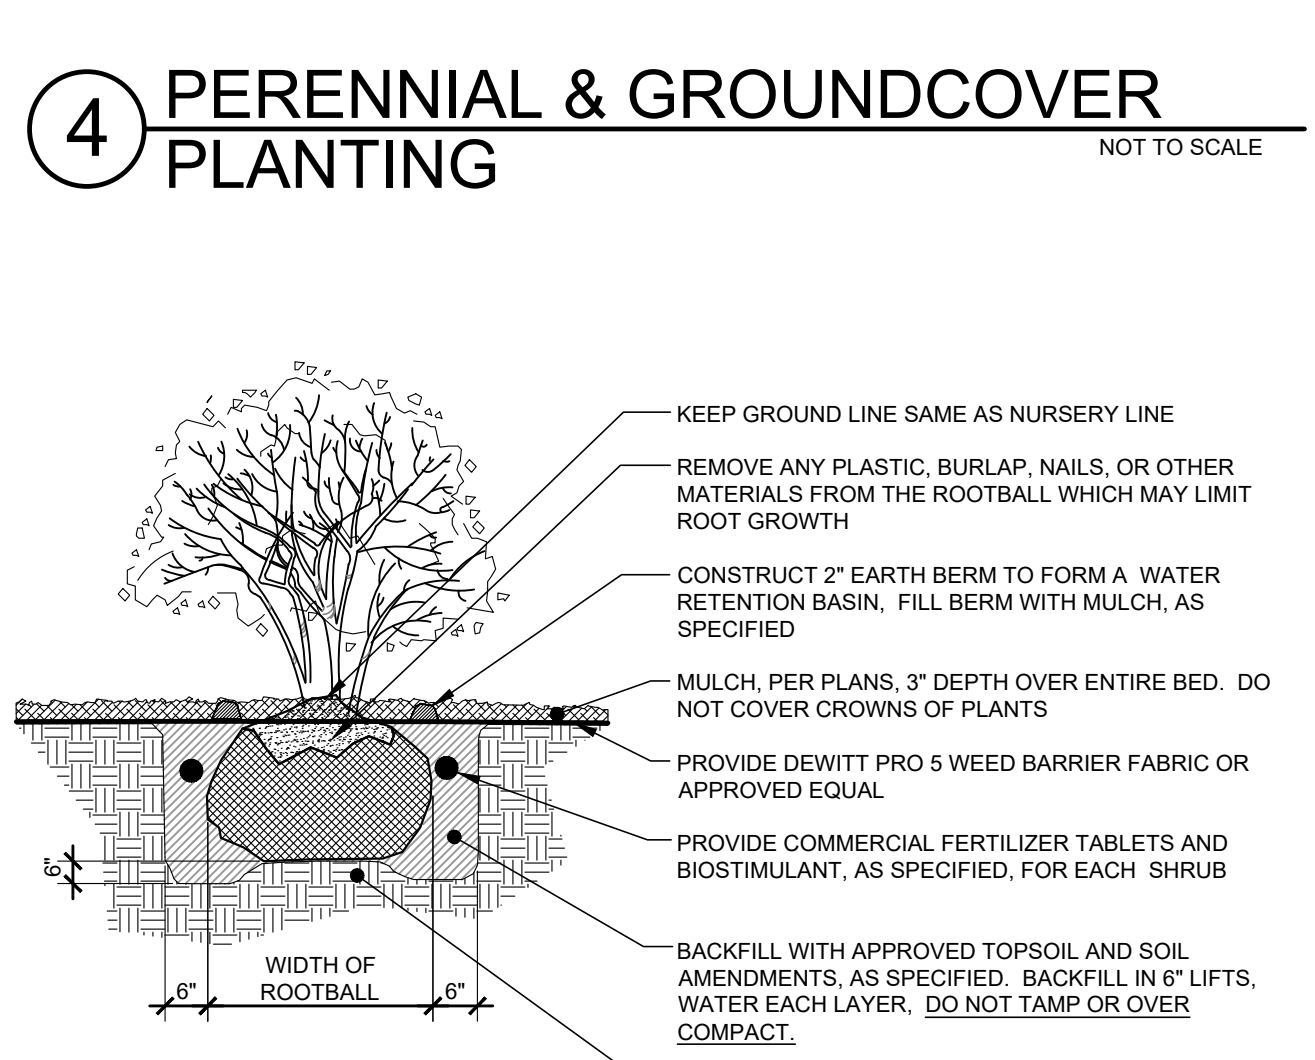 4
PERENNIAL & GROUNDCOVER
PLANTING
NOT TO SCALE
KEEP GROUND LINE SAME AS NURSERY LINE
REMOVE ANY PLASTIC, BURLAP, NAILS, OR OTHER
MATERIALS FROM THE ROOTBALL WHICH MAY LIMIT
ROOT GROWTH
CONSTRUCT 2" EARTH BERM TO FORM A WATER
RETENTION BASIN, FILL BERM WITH MULCH, AS
SPECIFIED
MULCH, PER PLANS, 3" DEPTH OVER ENTIRE BED. DO
NOT COVER CROWNS OF PLANTS
PROVIDE DEWITT PRO 5 WEED BARRIER FABRIC OR
APPROVED EQUAL
PROVIDE COMMERCIAL FERTILIZER TABLETS AND
BIOSTIMULANT, AS SPECIFIED, FOR EACH SHRUB
BACKFILL WITH APPROVED TOPSOIL AND SOIL
AMENDMENTS, AS SPECIFIED. BACKFILL IN 6" LIFTS,
WATER EACH LAYER, DO NOT TAMP OR OVER
COMPACT.
6"
6"
WIDTH OF
ROOTBALL
6"